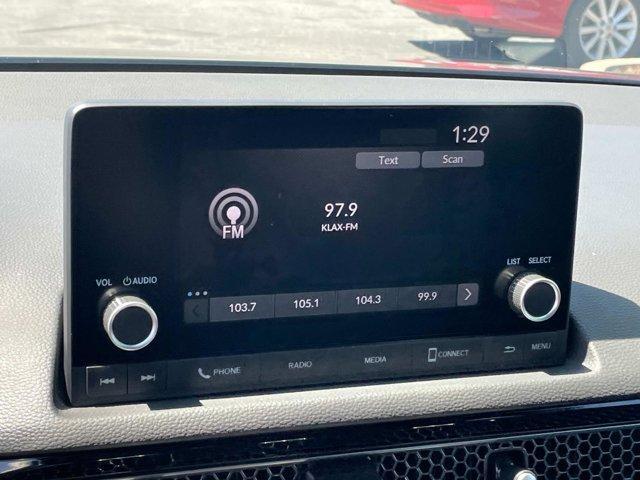 1:29
Text Scan
97.9
FM KLAX-FM
VOL AUDIO
LIST SELECT
103.7 105.1 104.3 99.9
PHONE RADIO MEDIA CONNECT MENU